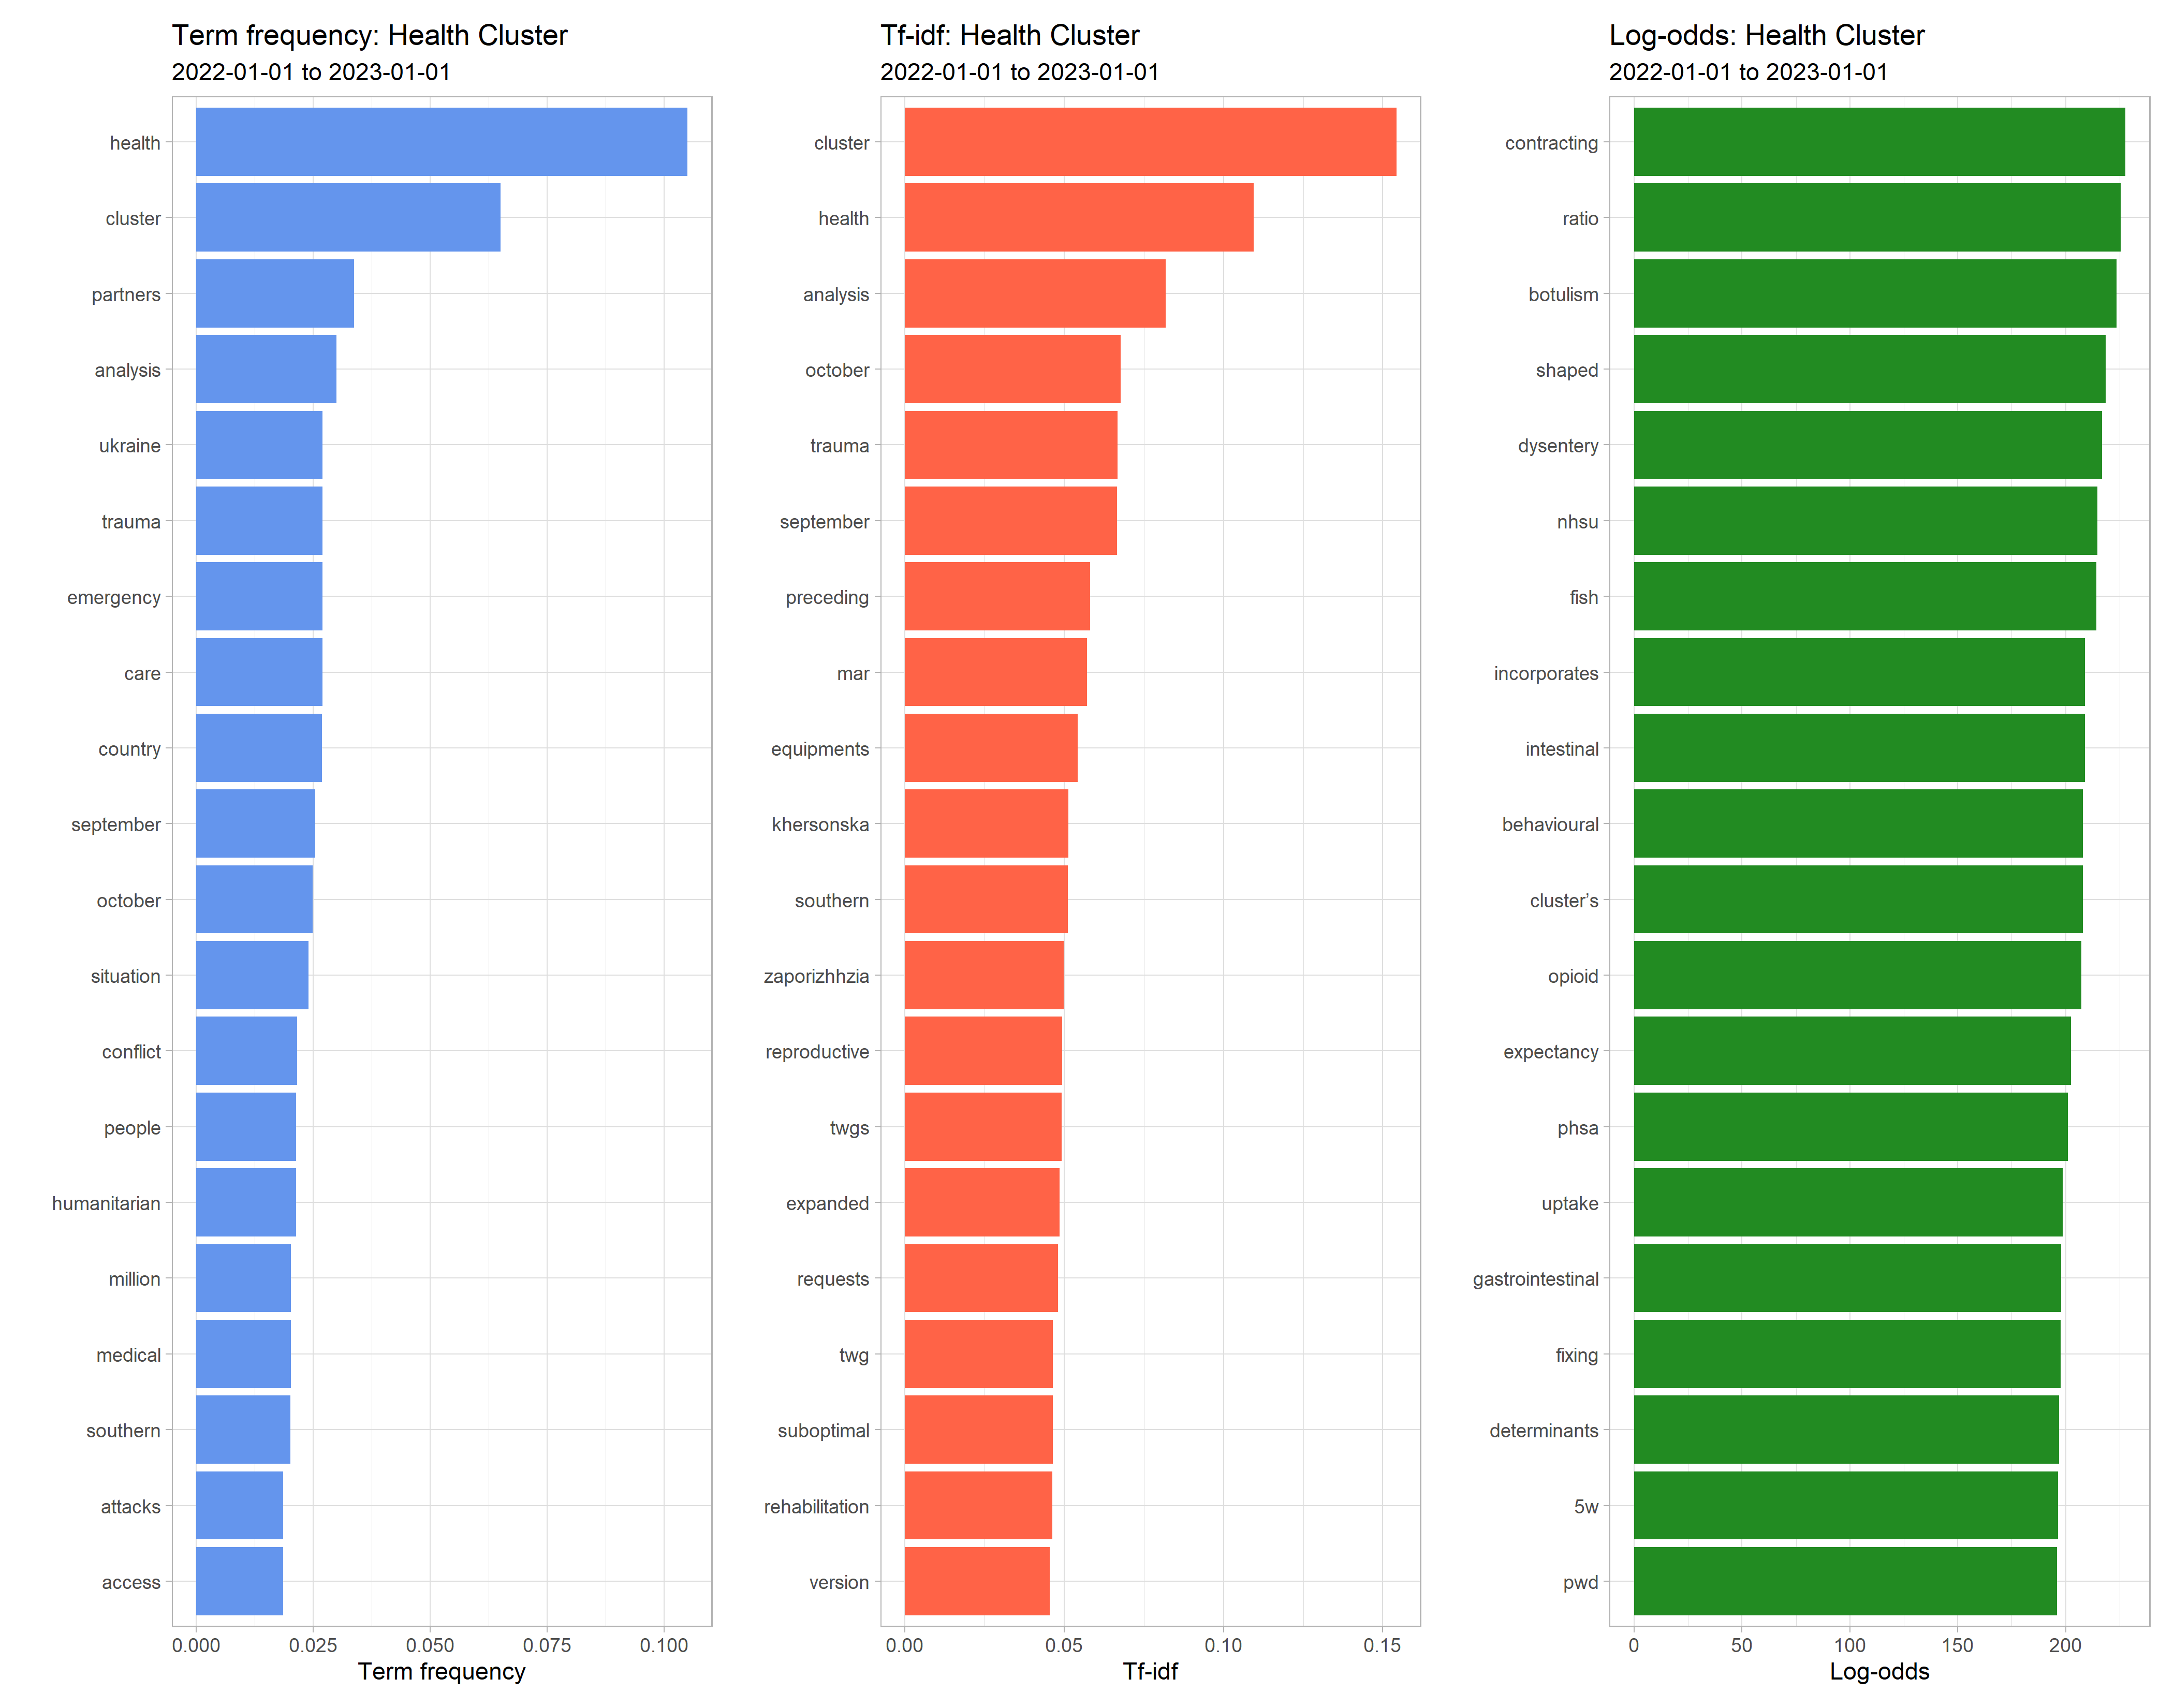 Term frequency: Health Cluster
2022-01-01 to 2023-01-01
health
cluster
partners
analysis
ukraine
trauma
emergency
care
country
september
october
situation
conflict
people
humanitarian
million
medical
southern
attacks
access
0.000 0.025 0.050 0.075 0.100
Term frequency
Tf-idf: Health Cluster
2022-01-01 to 2023-01-01
cluster
health
analysis
october
trauma
september
preceding
mar
equipments
khersonska
southern
zaporizhhzia
reproductive
twgs
expanded
requests
twg
suboptimal
rehabilitation
version
0.00 0.05 0.10 0.15
Tf-idf
Log-odds: Health Cluster
2022-01-01 to 2023-01-01
contracting
ratio
botulism
shaped
dysentery
nhsu
fish
incorporates
intestinal
behavioural
cluster’s
opioid
expectancy
phsa
uptake
gastrointestinal
fixing
determinants
5w
pwd
0 50 100 150 200
Log-odds